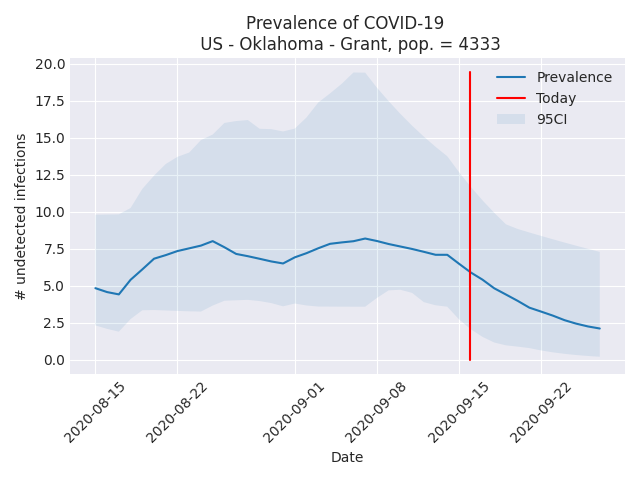 Prevalence of COVID-19
US - Oklahoma - Grant, pop. = 4333
20.0
17.5
15.0
12.5
10.0
7.5
5.0
2.5
0.0
# undetected infections
Prevalence
Today
95CI
2020-08-15
2020-08-22
2020-09-01
2020-09-08
2020-09-15
2020-09-22
Date